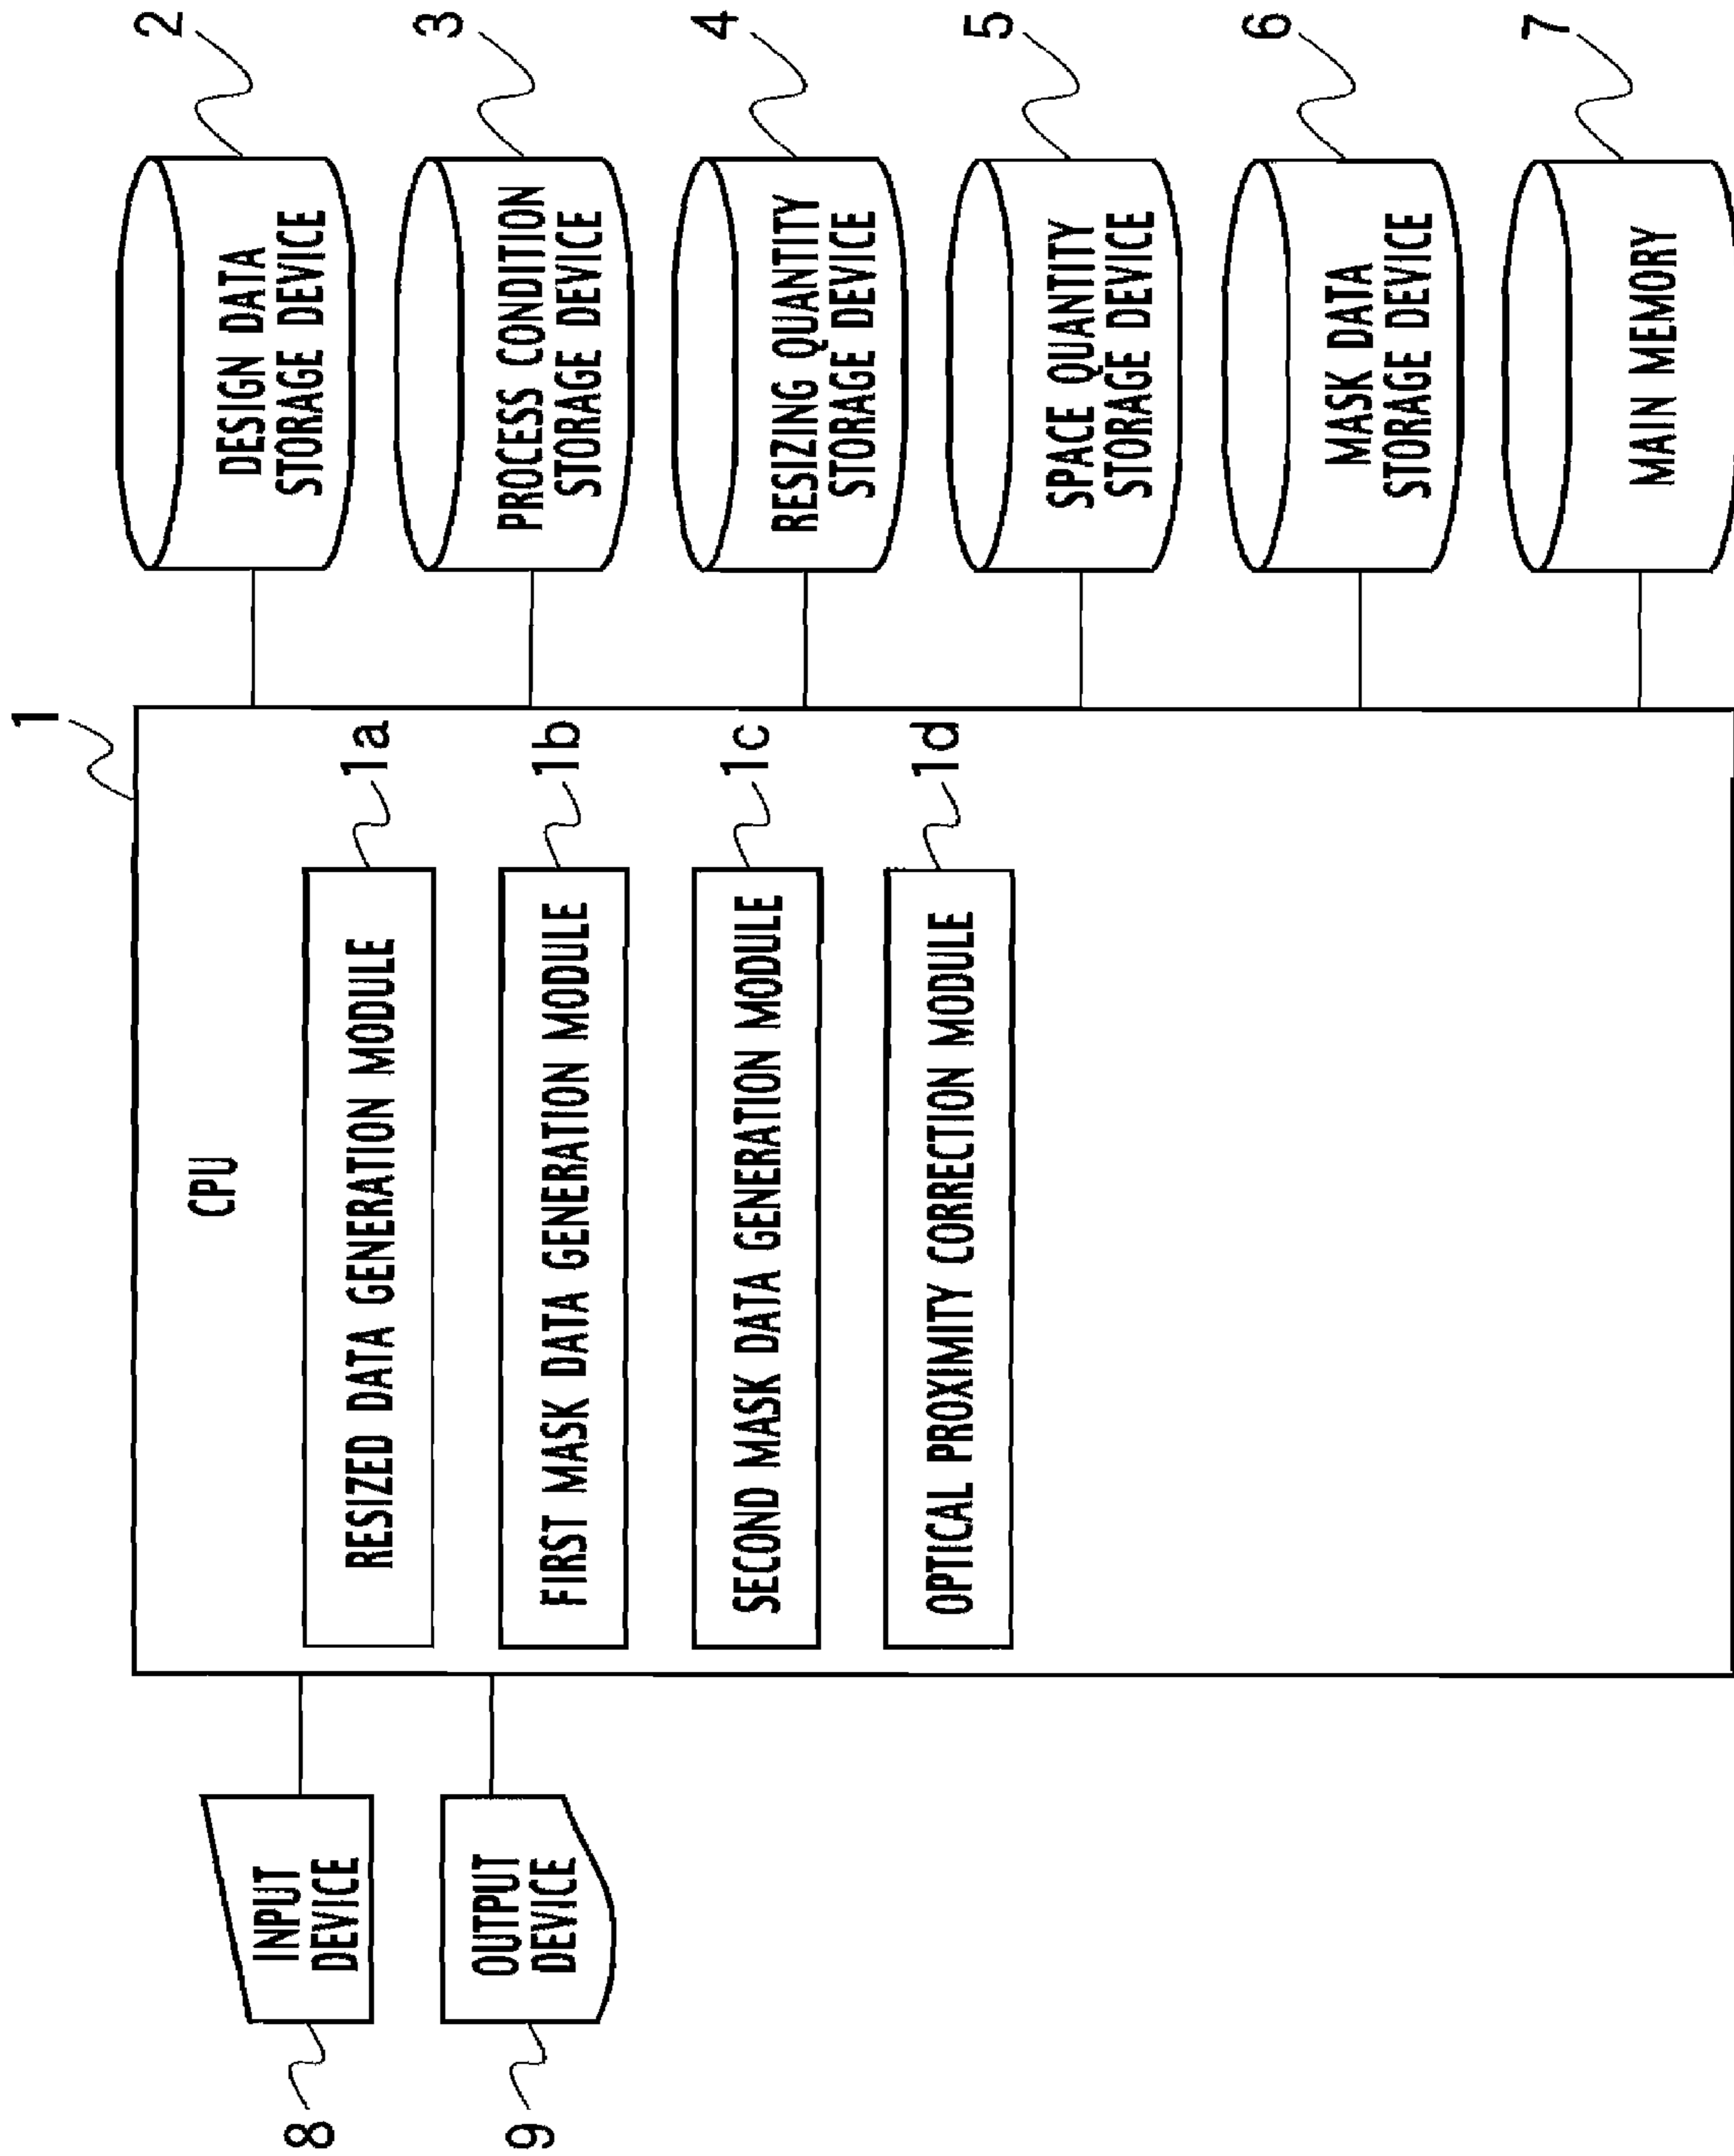 1
CPU
RESIZED DATA GENERATION MODULE
1a
FIRST MASK DATA GENERATION MODULE
1b
SECOND MASK DATA GENERATION MODULE
1c
OPTICAL PROXIMITY CORRECTION MODULE
1d
8
INPUT
DEVICE
9
OUTPUT
DEVICE
DESIGN DATA
STORAGE DEVICE
2
PROCESS CONDITION
STORAGE DEVICE
3
RESIZING QUANTITY
STORAGE DEVICE
4
SPACE QUANTITY
STORAGE DEVICE
5
MASK DATA
STORAGE DEVICE
6
MAIN MEMORY
7